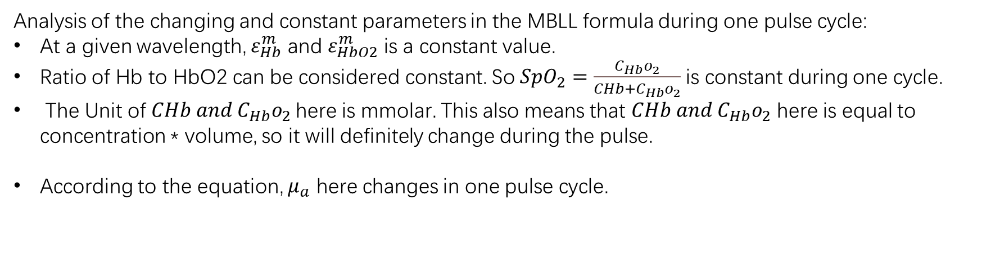 Analysis of the changing and constant parameters in the MBLL formula during one pulse cycle:
• At a given wavelength, $\varepsilon_{Hb}^{m}$ and $\varepsilon_{HbO2}^{m}$ is a constant value.
• Ratio of Hb to HbO2 can be considered constant. So $SpO_2 = \frac{C_{Hb}o_2}{CHb+C_{Hb}o_2}$ is constant during one cycle.
• The Unit of $CHb$ and $C_{Hb}o_2$ here is mmolar. This also means that $CHb$ and $C_{Hb}o_2$ here is equal to
concentration * volume, so it will definitely change during the pulse.
• According to the equation, $\mu_a$ here changes in one pulse cycle.